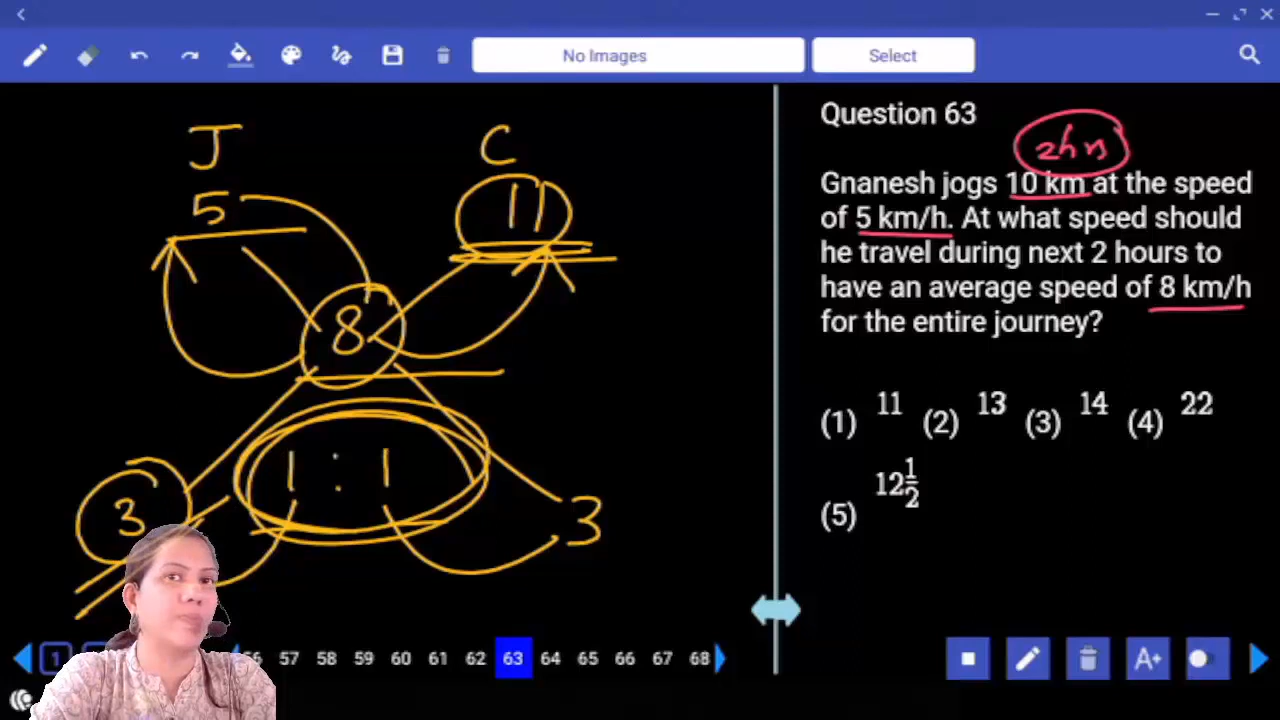 No Images
Select
J
C
5
11
8
1 : 1
3
3
Question 63
2hrs
Gnanesh jogs 10 km at the speed
of 5 km/h. At what speed should
he travel during next 2 hours to
have an average speed of 8 km/h
for the entire journey?
(1) 11 (2) 13 (3) 14 (4) 22
(5) 12 1/2
1
57 58 59 60 61 62 63 64 65 66 67 68
A+